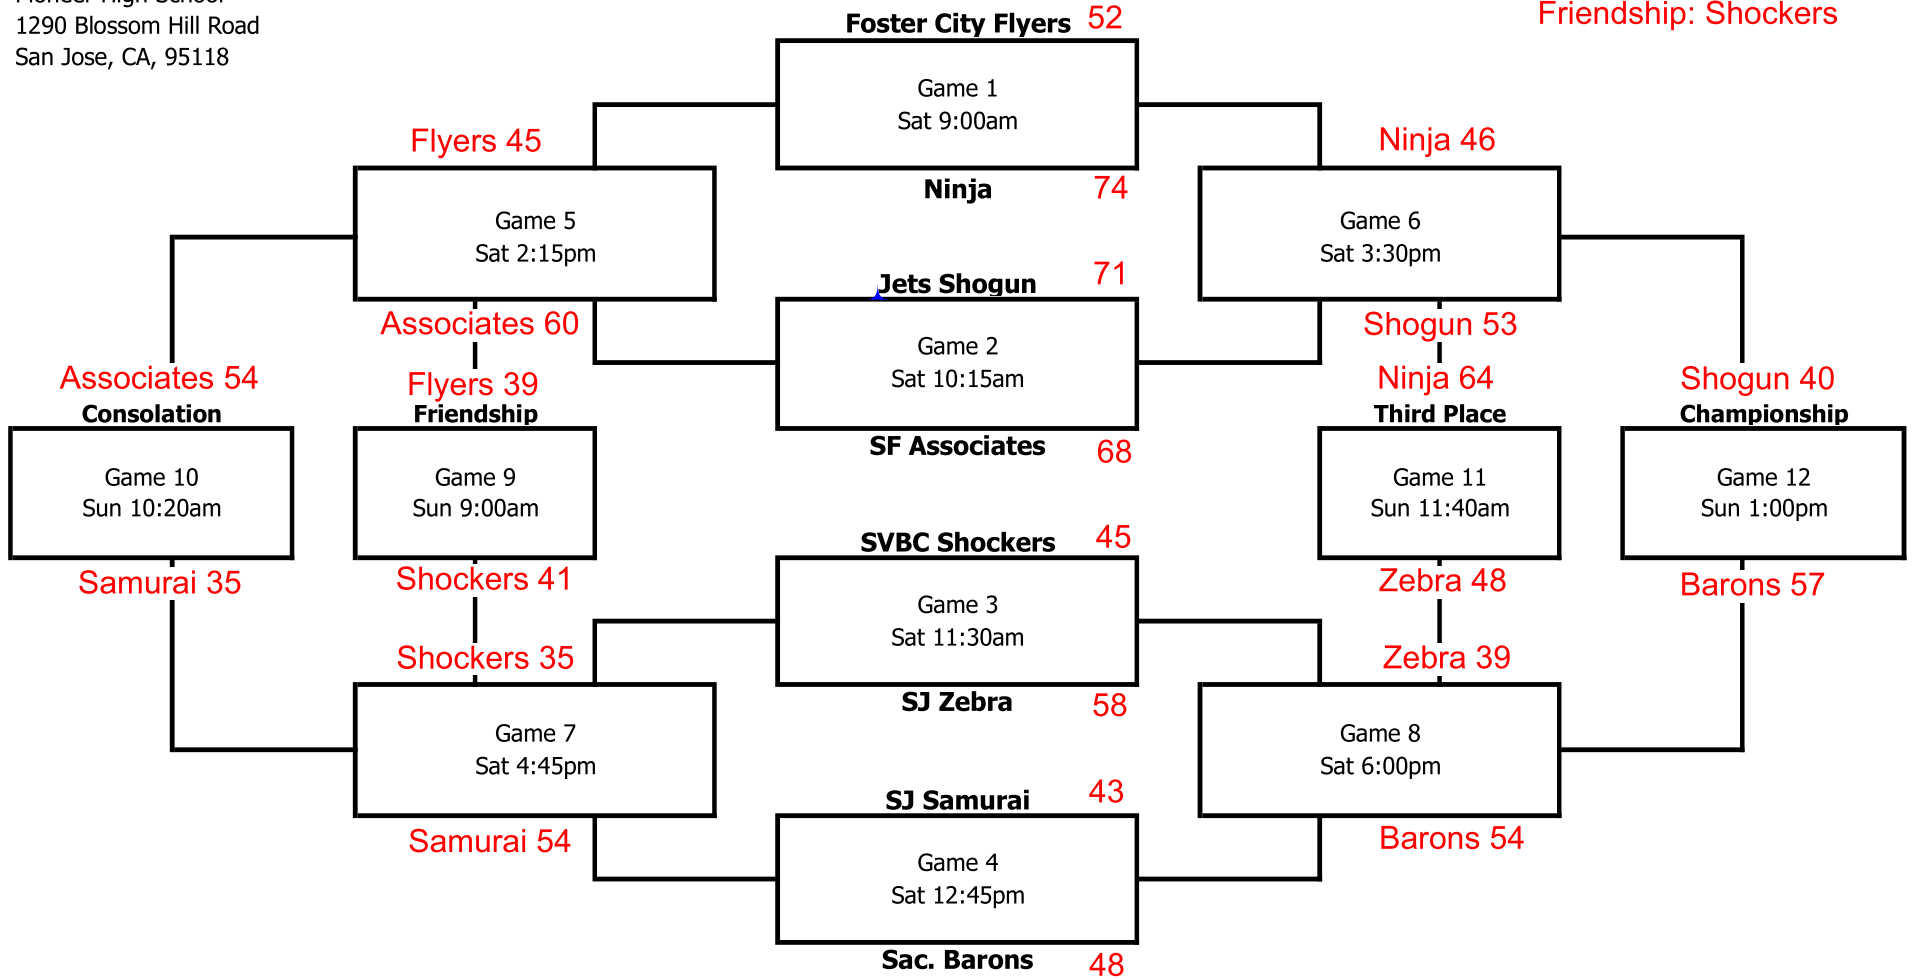 Pioneer High School
1290 Blossom Hill Road
San Jose, CA, 95118
Friendship: Shockers
Foster City Flyers 52
Game 1
Sat 9:00am
Ninja 74
Flyers 45
Game 5
Sat 2:15pm
Associates 60
Ninja 46
Game 6
Sat 3:30pm
Shogun 53
Jets Shogun 71
Game 2
Sat 10:15am
SF Associates 68
Associates 54
Consolation
Game 10
Sun 10:20am
Samurai 35
Flyers 39
Friendship
Game 9
Sun 9:00am
Shockers 41
Ninja 64
Third Place
Game 11
Sun 11:40am
Zebra 48
Shogun 40
Championship
Game 12
Sun 1:00pm
Barons 57
SVBC Shockers 45
Game 3
Sat 11:30am
SJ Zebra 58
Shockers 35
Game 7
Sat 4:45pm
Samurai 54
Zebra 39
Game 8
Sat 6:00pm
Barons 54
SJ Samurai 43
Game 4
Sat 12:45pm
Sac. Barons 48